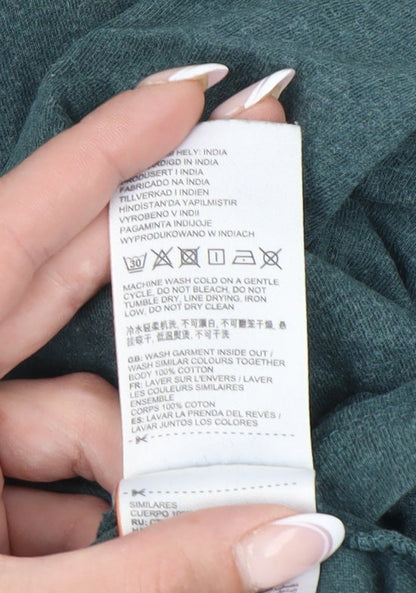 HELY: INDIA
IN INDIA
INDIA
FABRICADO NA ÍNDIA
TILLVERKAD I INDIEN
HİNDİSTAN'DA YAPILMIŞTIR
VYROBENO V INDII
PAGAMINTA INDIJOJE
WYPRODUKOWANO W INDIACH
30
MACHINE WASH COLD ON A GENTLE
CYCLE, DO NOT BLEACH, DO NOT
TUMBLE DRY, LINE DRYING, IRON
LOW, DO NOT DRY CLEAN
冷水轻柔机洗, 不可漂白, 不可翻笼干燥, 悬
挂晾干, 低温熨烫, 不可干洗
GB: WASH GARMENT INSIDE OUT /
WASH SIMILAR COLOURS TOGETHER
BODY 100% COTTON
FR: LAVER SUR L'ENVERS / LAVER
LES COULEURS SIMILAIRES
ENSEMBLE
CORPS 100% COTON
ES: LAVAR LA PRENDA DEL REVÉS /
LAVAR JUNTOS LOS COLORES
SIMILARES
CUERPO
RU: